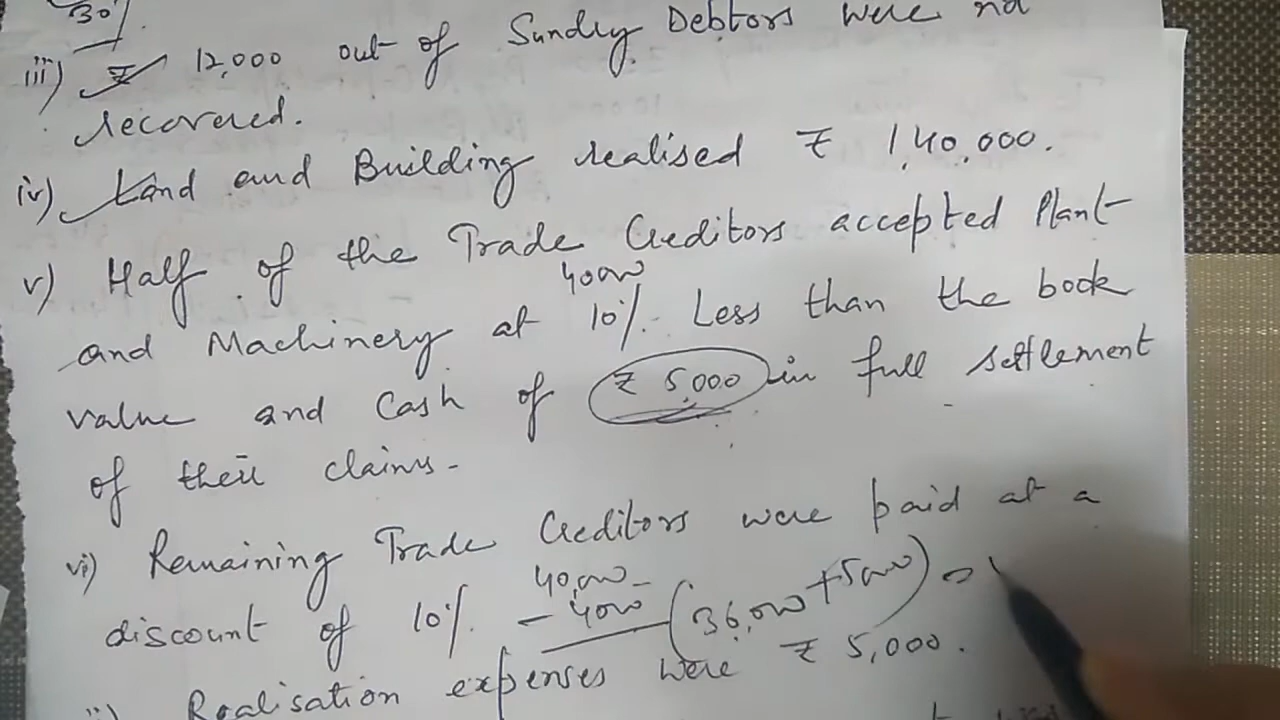 30%
iii) ₹ 12,000 out of Sundry Debtors were no
recovered.
iv) Land and Building realised ₹ 1,40,000.
v) Half of the Trade Creditors accepted Plant
4000
and Machinery at 10% Less than the book
value and Cash of ₹ 5,000 in full settlement
of their claims-
vi) Remaining Trade Creditors were paid at a
40,000
discount of 10% - 4000 (36,000 + 5000) =
Realisation expenses were ₹ 5,000.